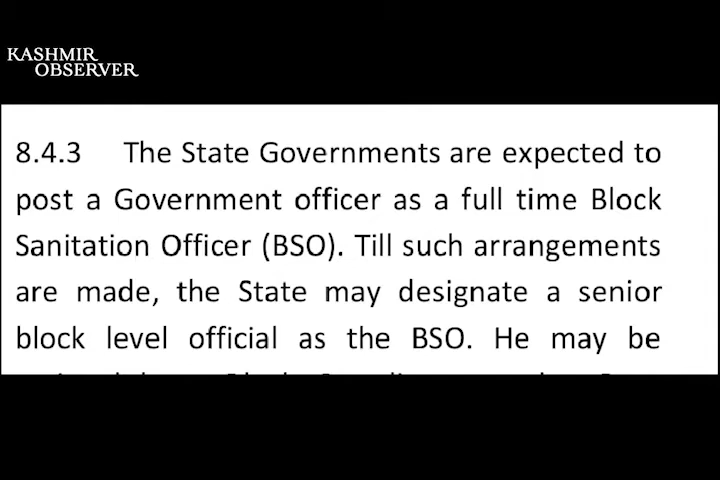 KASHMIR
OBSERVER
8.4.3 The State Governments are expected to
post a Government officer as a full time Block
Sanitation Officer (BSO). Till such arrangements
are made, the State may designate a senior
block level official as the BSO. He may be